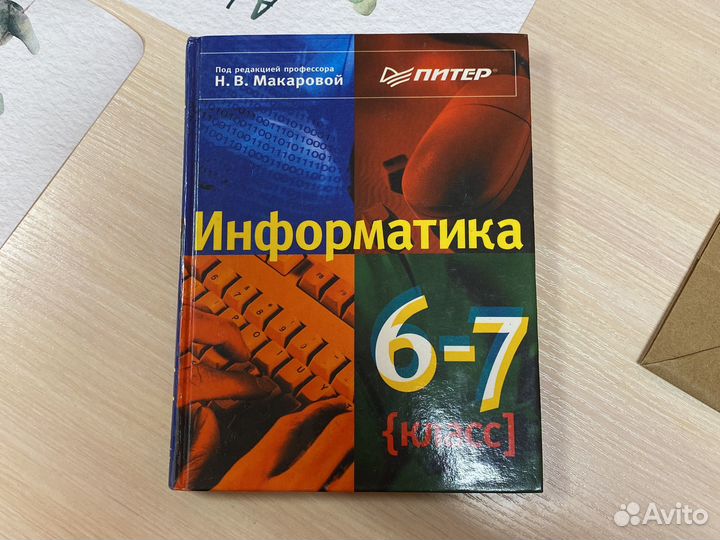 Под редакцией профессора
Н. В. Макаровой
ПИТЕР®
Информатика
6-7
{класс]
Avito